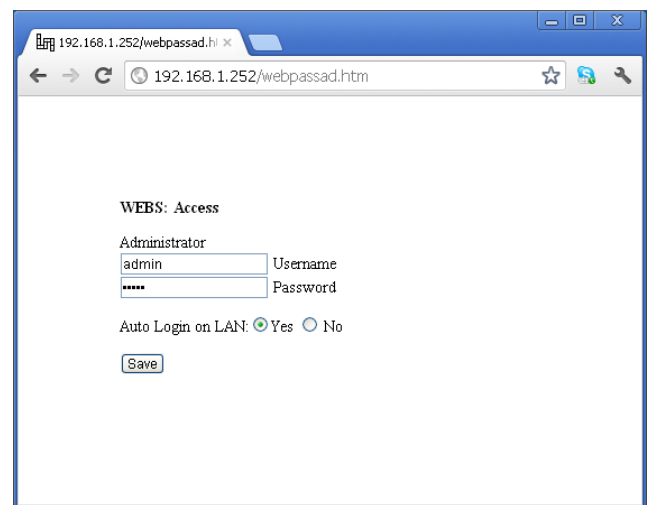 192.168.1.252/webpassad.h
192.168.1.252/webpassad.htm
WEBS: Access
Administrator
admin Username
••••• Password
Auto Login on LAN: Yes No
Save